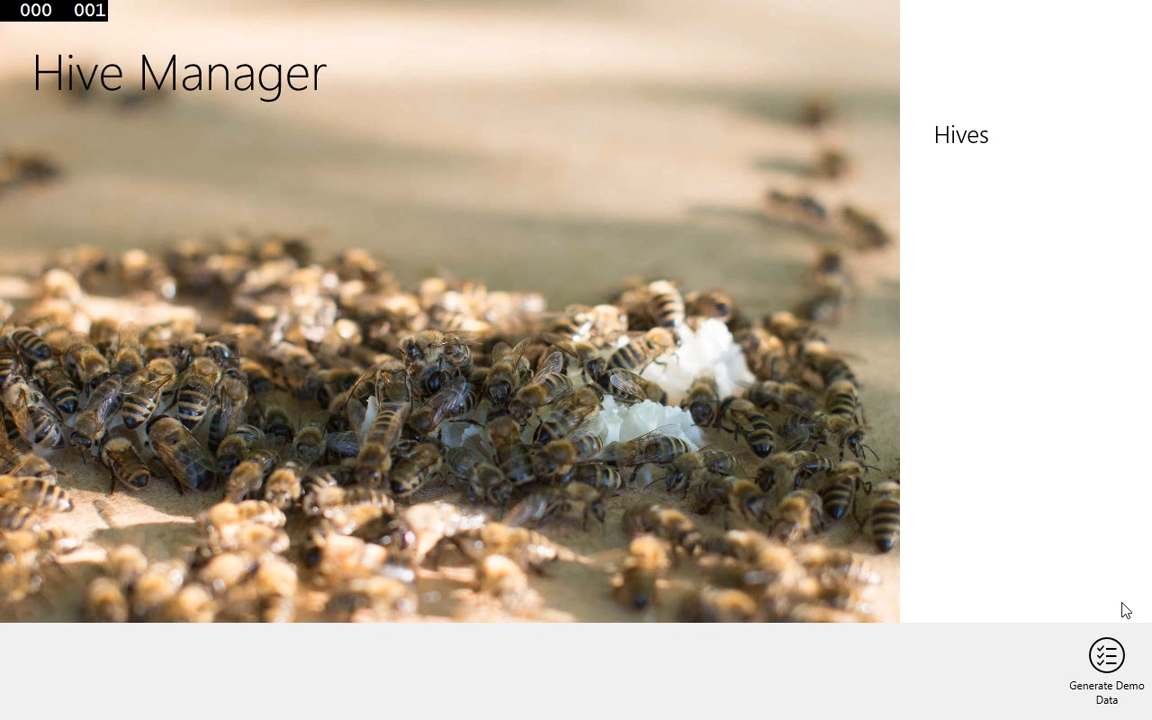 000 001
Hive Manager
Hives
Generate Demo
Data